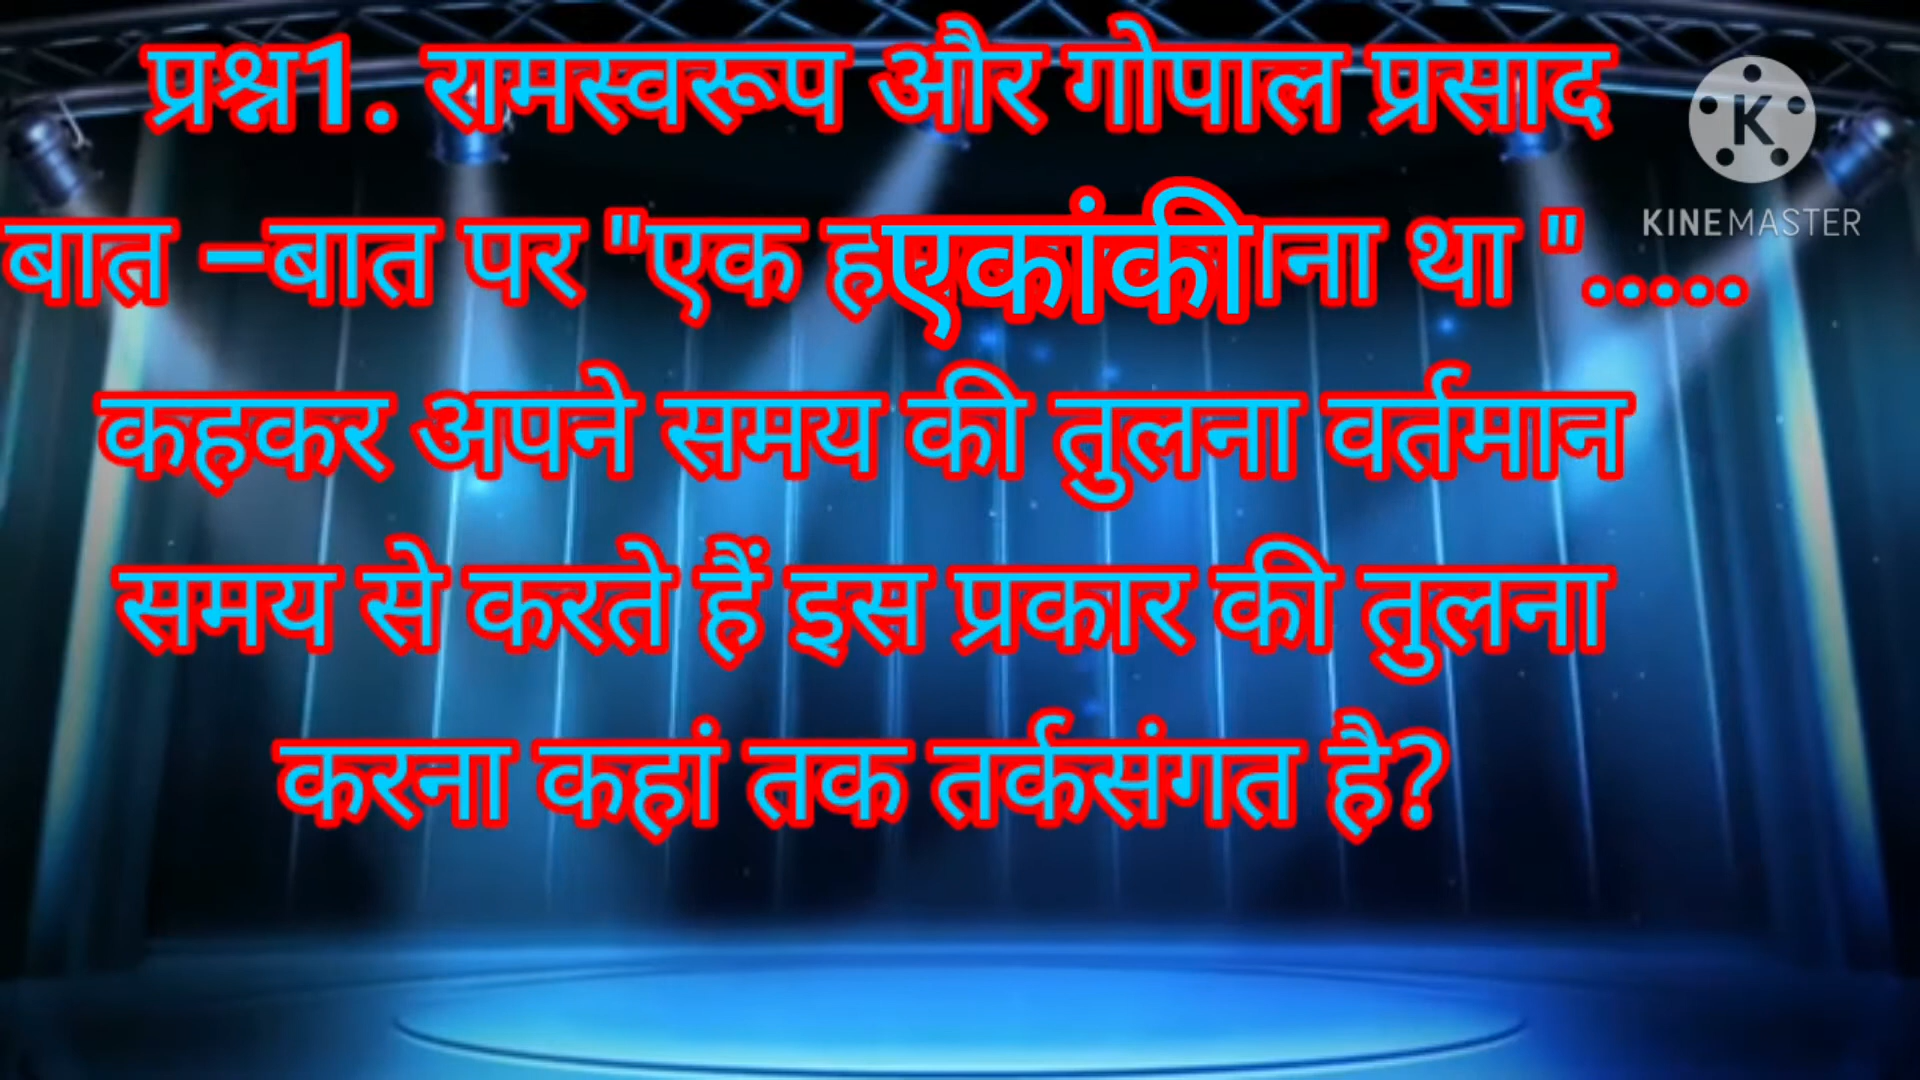 प्रश्न1. रामस्वरूप और गोपाल प्रसाद
बात –बात पर "एक एकांकी था ".....
कहकर अपने समय की तुलना वर्तमान
समय से करते हैं इस प्रकार की तुलना
करना कहां तक तर्कसंगत है?
K
KINEMASTER